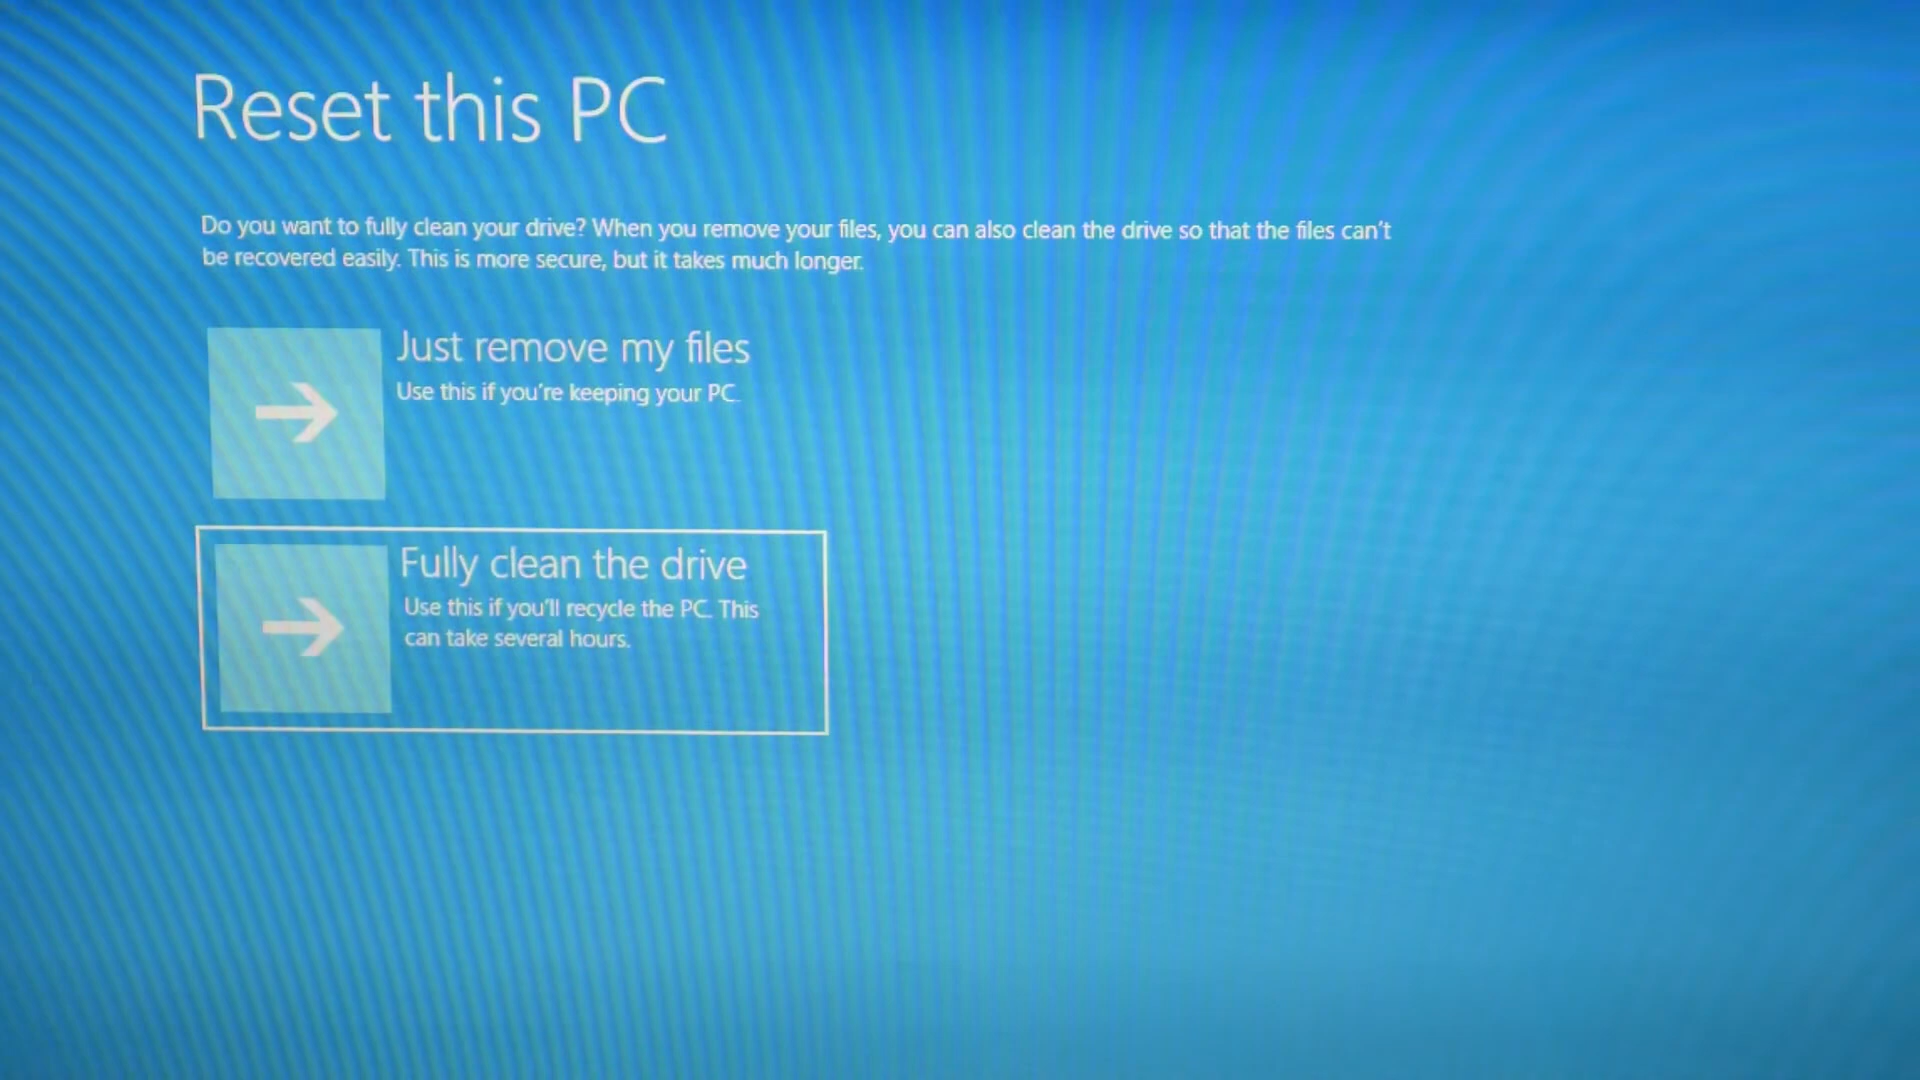 Reset this PC
Do you want to fully clean your drive? When you remove your files, you can also clean the drive so that the files can't
be recovered easily. This is more secure, but it takes much longer.
Just remove my files
Use this if you're keeping your PC.
Fully clean the drive
Use this if you'll recycle the PC. This
can take several hours.